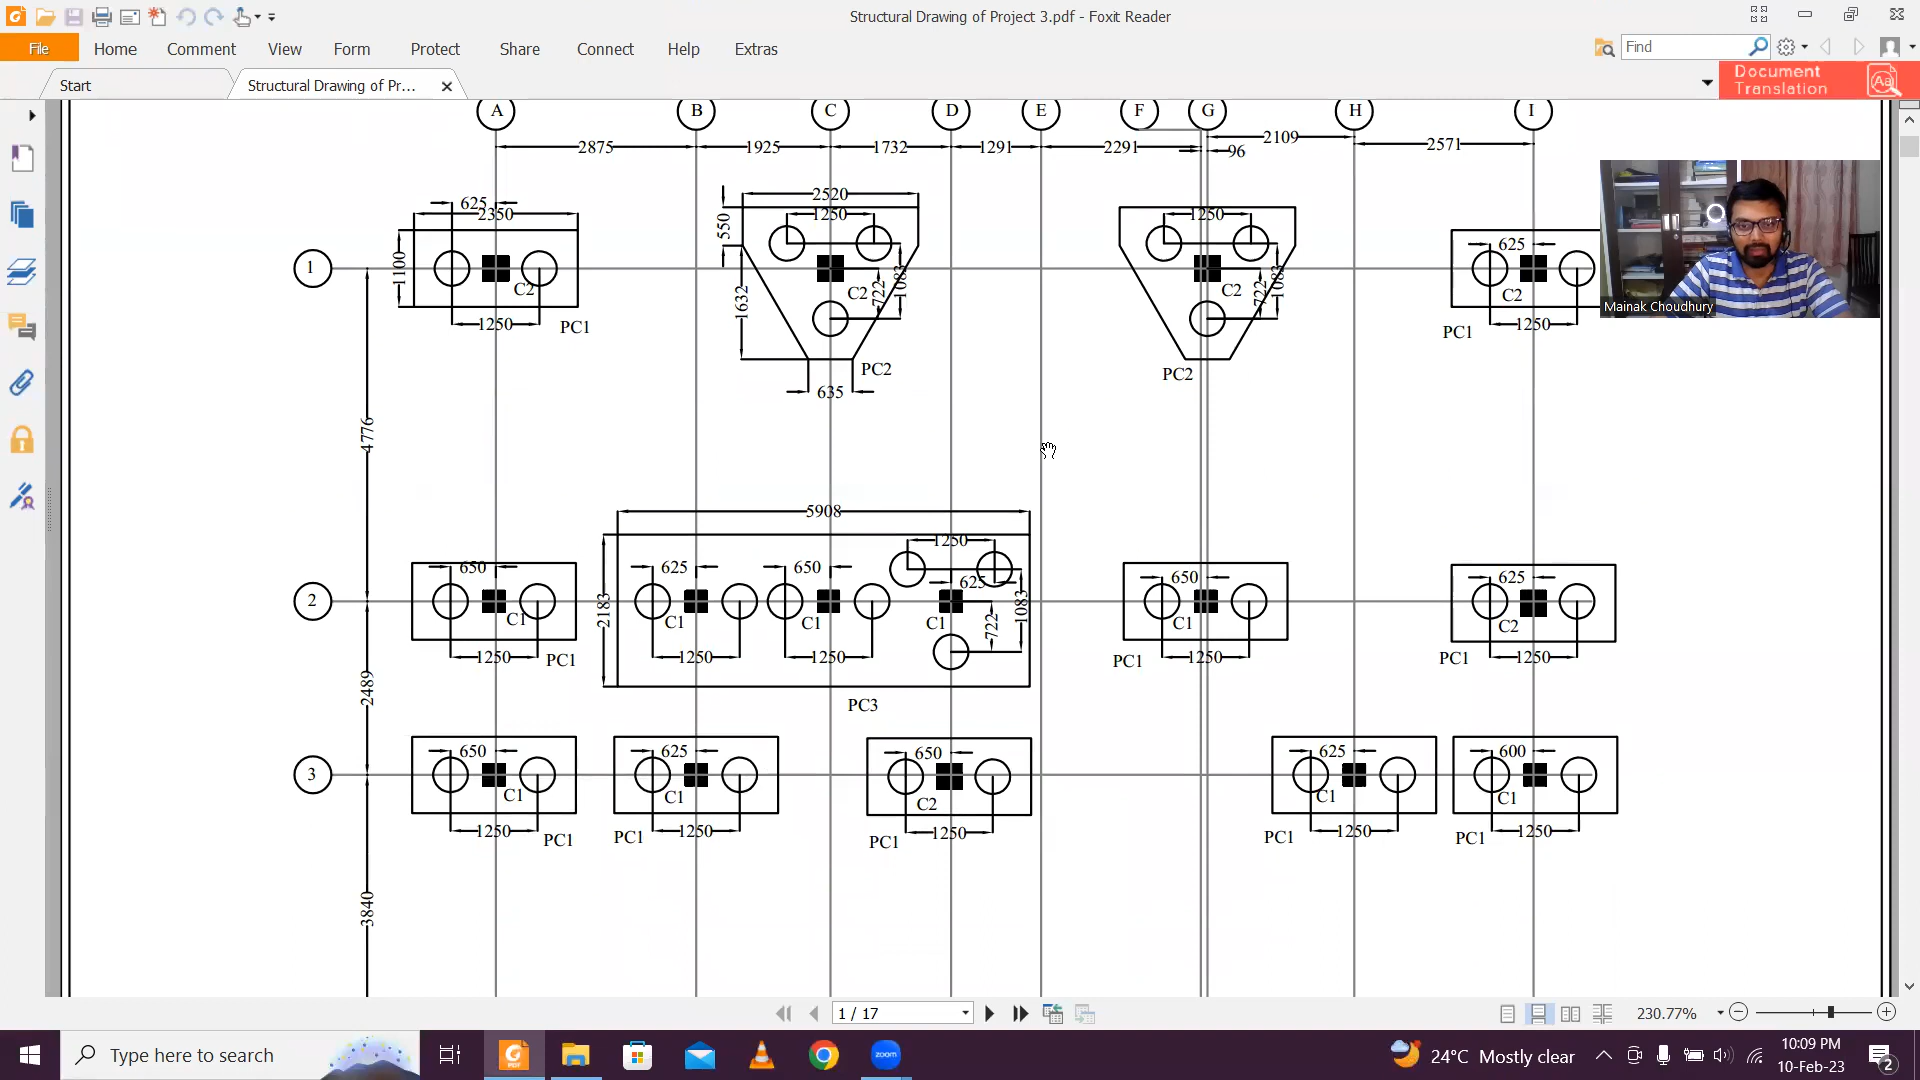 Structural Drawing of Project 3.pdf - Foxit Reader
File Home Comment View Form Protect Share Connect Help Extras
Find
Start
Structural Drawing of Pr...
Document
Translation
Aa
A B C D E F G H I
2109
2875 1925 1732 1291 2291 96 2571
Mainak Choudhury
625
2350
1100
C2
1250
PC1
2520
1250
550
1632
C2
722
1083
635
PC2
1250
C2
722
1083
PC2
625
C2
1250
PC1
1
4776
5908
2183
650
C1
1250
PC1
625
C1
1250
650
C1
1250
1250
625
C1
722
1083
PC3
650
C1
1250
PC1
625
C2
1250
PC1
2
2489
650
C1
1250
PC1
625
C1
1250
PC1
650
C2
1250
PC1
625
C1
1250
PC1
600
C1
1250
PC1
3
3840
1 / 17
230.77%
Type here to search
PDF
zoom
24°C Mostly clear
10:09 PM
10-Feb-23
2